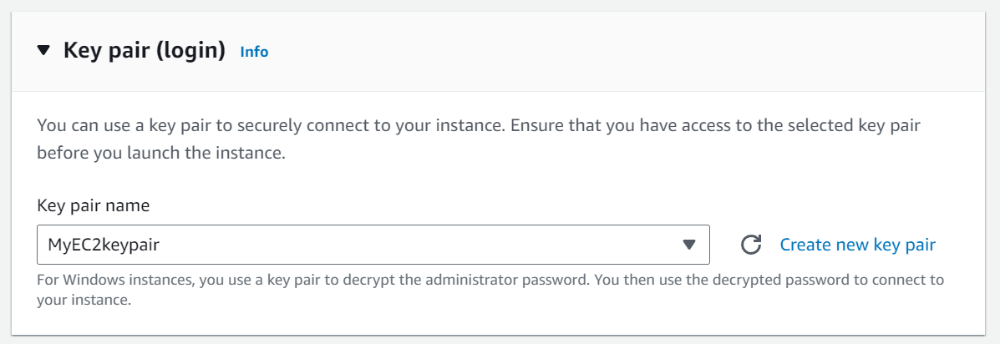 Key pair (login) Info
You can use a key pair to securely connect to your instance. Ensure that you have access to the selected key pair
before you launch the instance.
Key pair name
MyEC2keypair
Create new key pair
For Windows instances, you use a key pair to decrypt the administrator password. You then use the decrypted password to connect to
your instance.